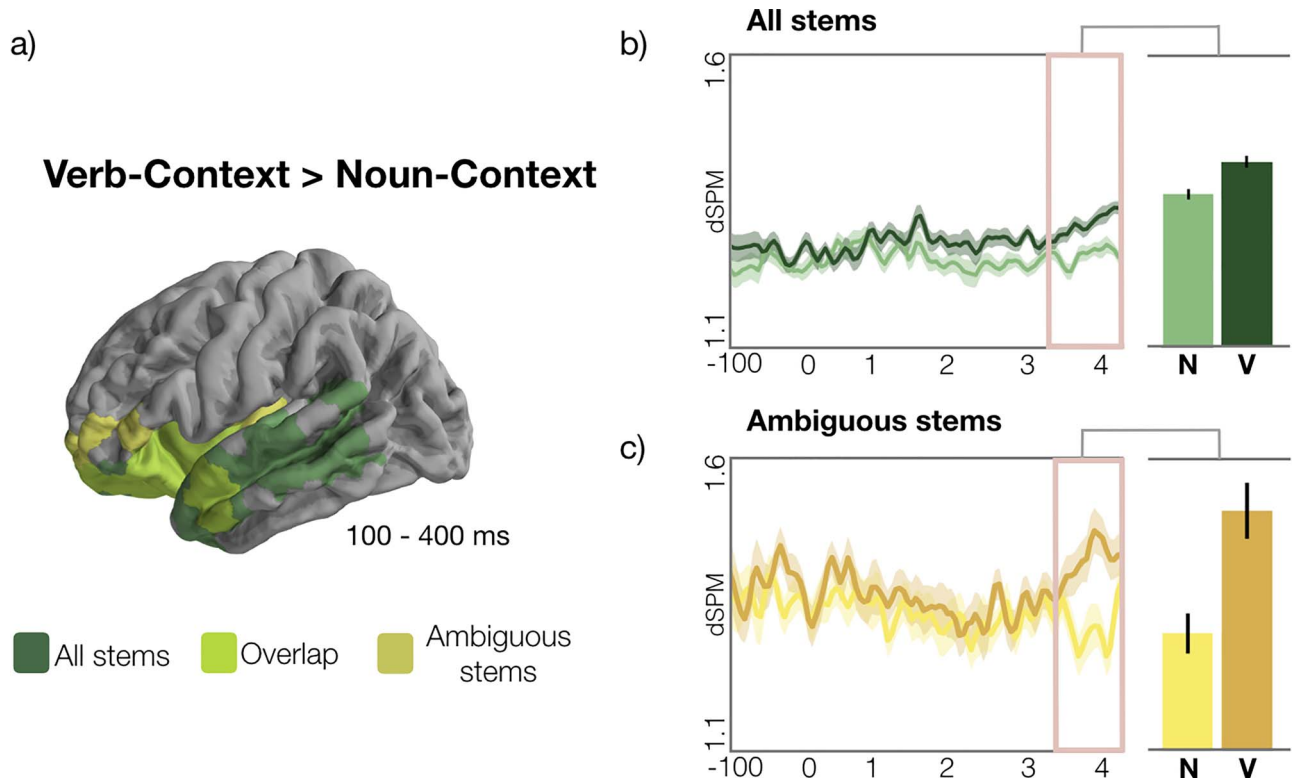 a)
Verb-Context > Noun-Context
100 - 400 ms
All stems
Overlap
Ambiguous
stems
b)
All stems
1.6
dSPM
1.1
-100 0 1 2 3 4
N V
c)
Ambiguous stems
1.6
dSPM
1.1
-100 0 1 2 3 4
N V